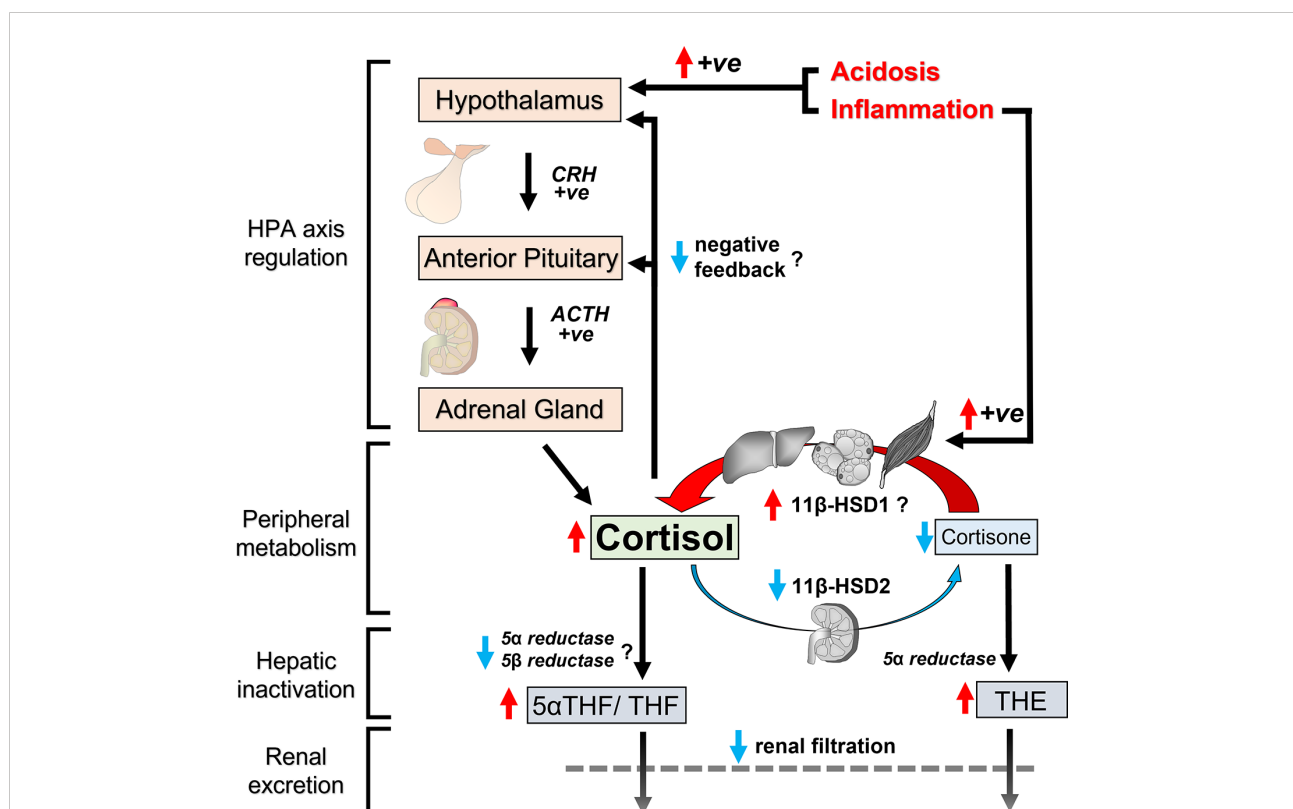 +ve
Acidosis
Inflammation
Hypothalamus
CRH
+ve
HPA axis
regulation
Anterior Pituitary
negative
feedback ?
ACTH
+ve
Adrenal Gland
+ve
Peripheral
metabolism
11β-HSD1 ?
Cortisol
Cortisone
11β-HSD2
Hepatic
inactivation
5α reductase
5β reductase ?
5α reductase
5αTHF/ THF
THE
Renal
excretion
renal filtration